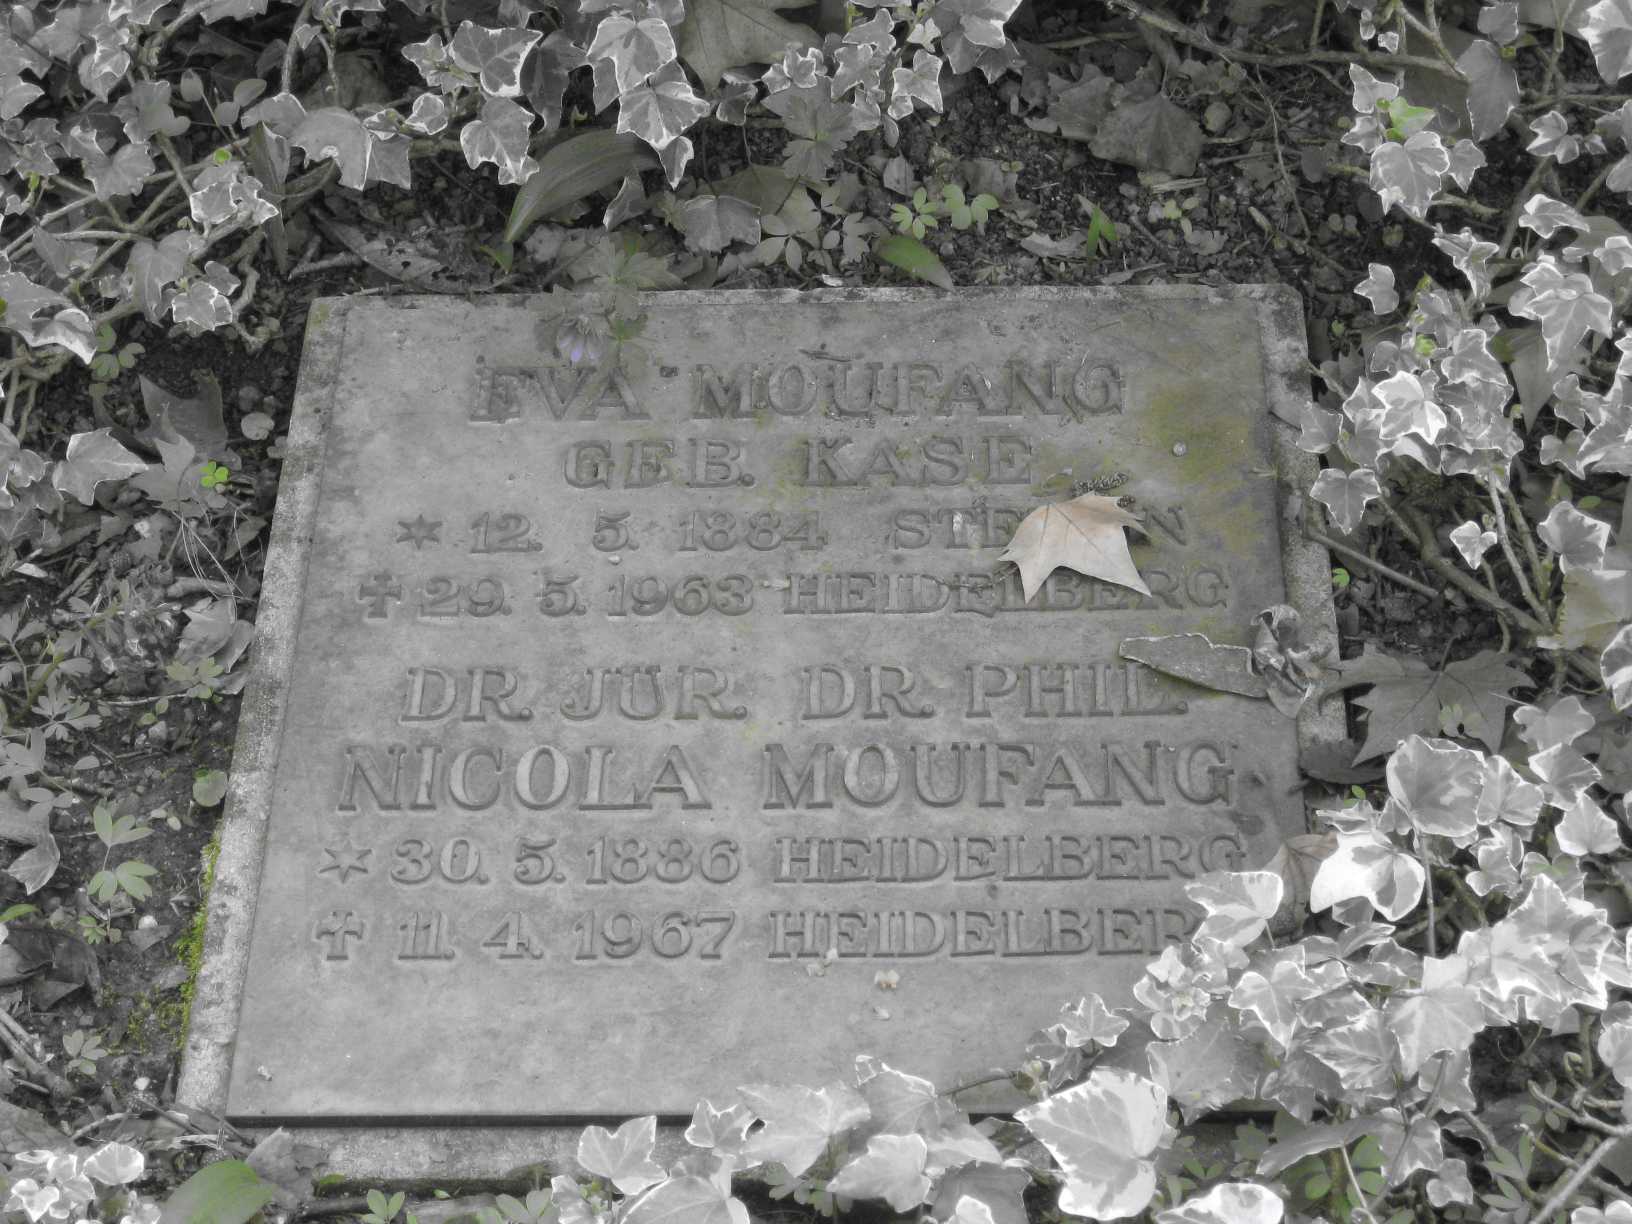 EVA MOUFANG
GEB. KASE
* 12. 5. 1884
† 29. 5. 1963 HEIDELBERG
DR. JUR. DR. PHIL.
NICOLA MOUFANG
* 30. 5. 1886 HEIDELBERG
† 11. 4. 1967 HEIDELBERG